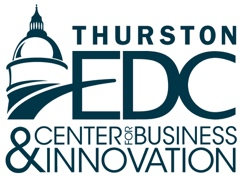 THURSTON
EDC
CENTER FOR BUSINESS
& INNOVATION